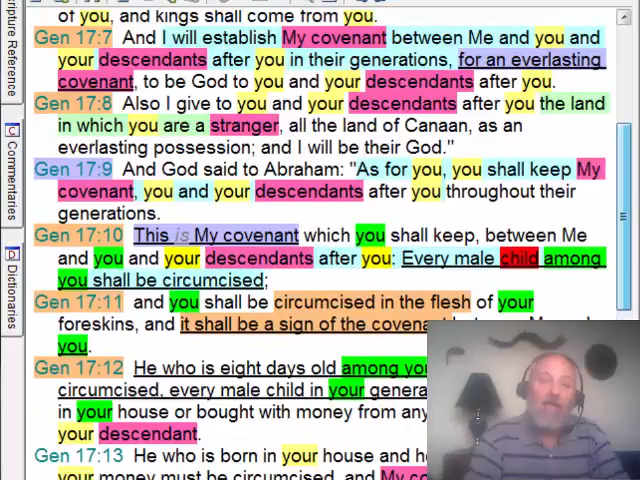 of you, and kings shall come from you.
Gen 17:7 And I will establish My covenant between Me and you and
your descendants after you in their generations, for an everlasting
covenant, to be God to you and your descendants after you.
Gen 17:8 Also I give to you and your descendants after you the land
in which you are a stranger, all the land of Canaan, as an
everlasting possession; and I will be their God."
Gen 17:9 And God said to Abraham: "As for you, you shall keep My
covenant, you and your descendants after you throughout their
generations.
Gen 17:10 This is My covenant which you shall keep, between Me
and you and your descendants after you: Every male child among
you shall be circumcised;
Gen 17:11 and you shall be circumcised in the flesh of your
foreskins, and it shall be a sign of the covenant
you.
Gen 17:12 He who is eight days old among you
circumcised, every male child in your
in your house or bought with money from any
your descendant.
Gen 17:13 He who is born in your house and
your money must be circumcised, and My
Scripture Reference
Commentaries
Dictionaries